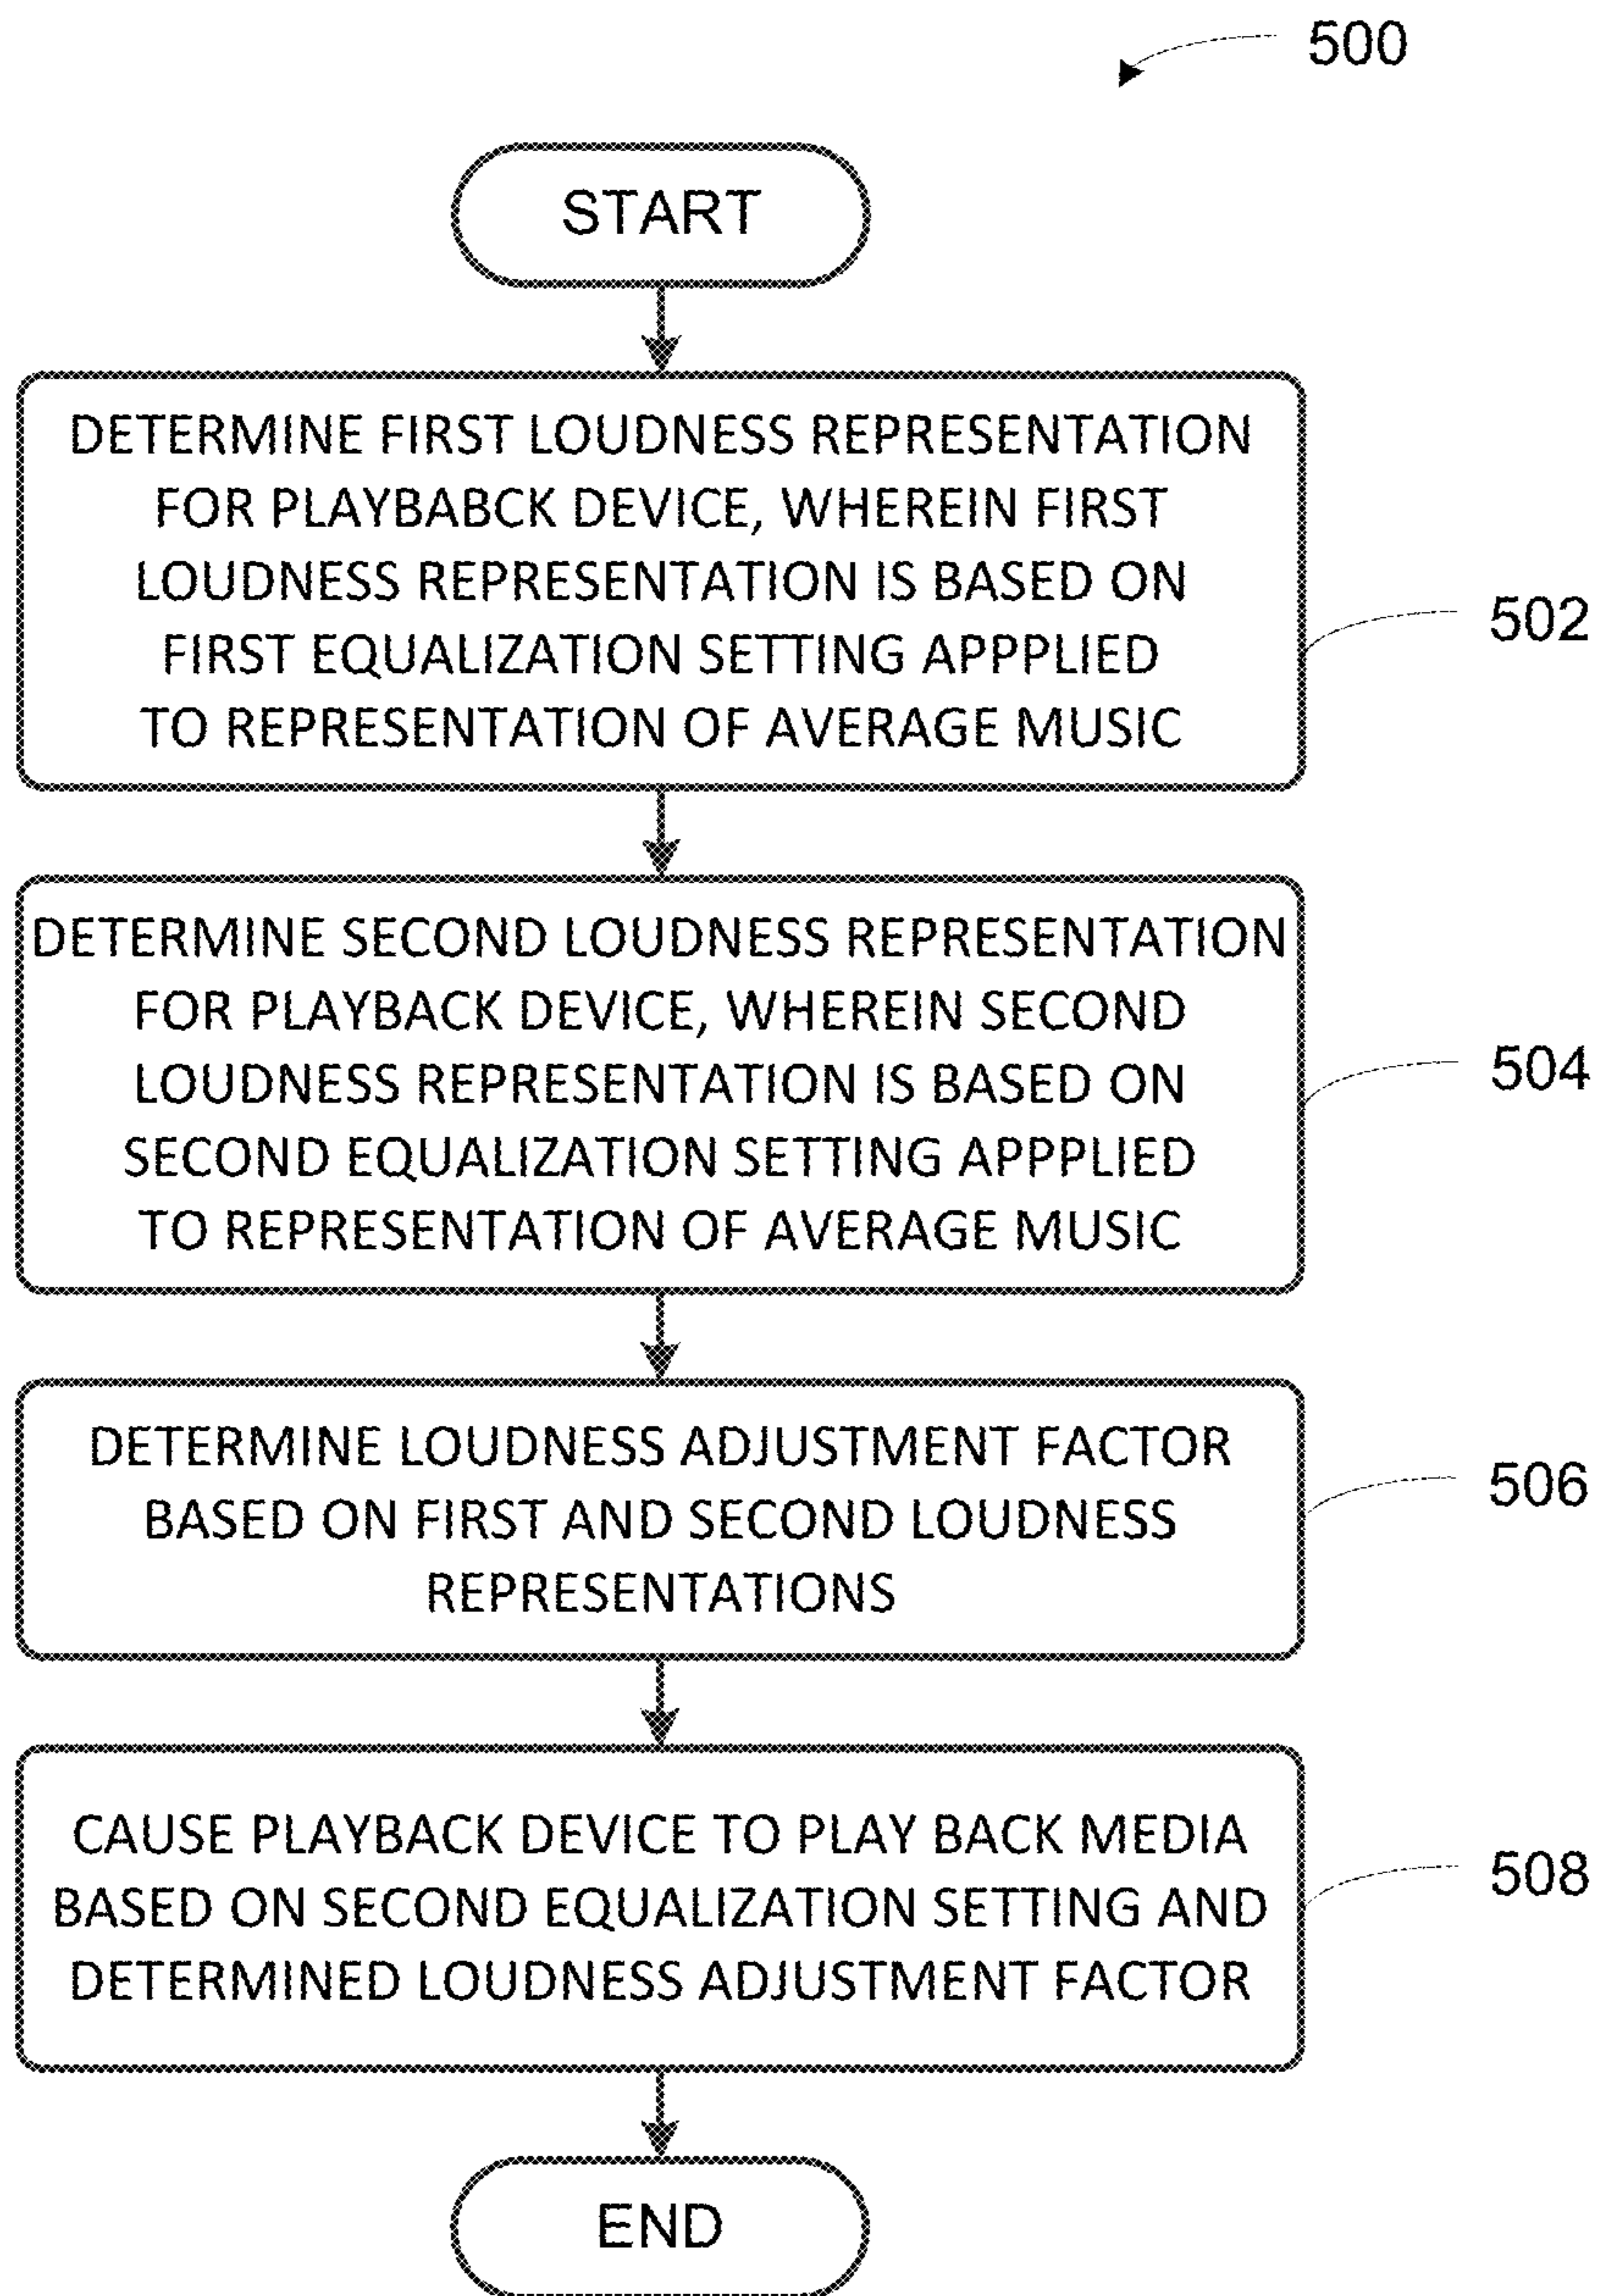 500
START
DETERMINE FIRST LOUDNESS REPRESENTATION
FOR PLAYBABCK DEVICE, WHEREIN FIRST
LOUDNESS REPRESENTATION IS BASED ON
FIRST EQUALIZATION SETTING APPPLIED
TO REPRESENTATION OF AVERAGE MUSIC
502
DETERMINE SECOND LOUDNESS REPRESENTATION
FOR PLAYBACK DEVICE, WHEREIN SECOND
LOUDNESS REPRESENTATION IS BASED ON
SECOND EQUALIZATION SETTING APPPLIED
TO REPRESENTATION OF AVERAGE MUSIC
504
DETERMINE LOUDNESS ADJUSTMENT FACTOR
BASED ON FIRST AND SECOND LOUDNESS
REPRESENTATIONS
506
CAUSE PLAYBACK DEVICE TO PLAY BACK MEDIA
BASED ON SECOND EQUALIZATION SETTING AND
DETERMINED LOUDNESS ADJUSTMENT FACTOR
508
END